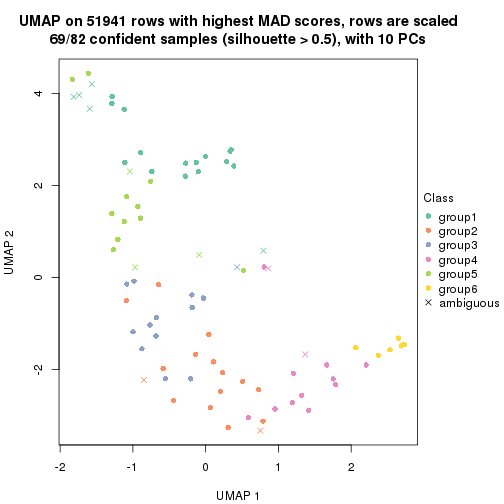 UMAP on 51941 rows with highest MAD scores, rows are scaled
69/82 confident samples (silhouette > 0.5), with 10 PCs
4
2
0
-2
UMAP 2
-2
-1
0
1
2
UMAP 1
Class
group1
group2
group3
group4
group5
group6
ambiguous